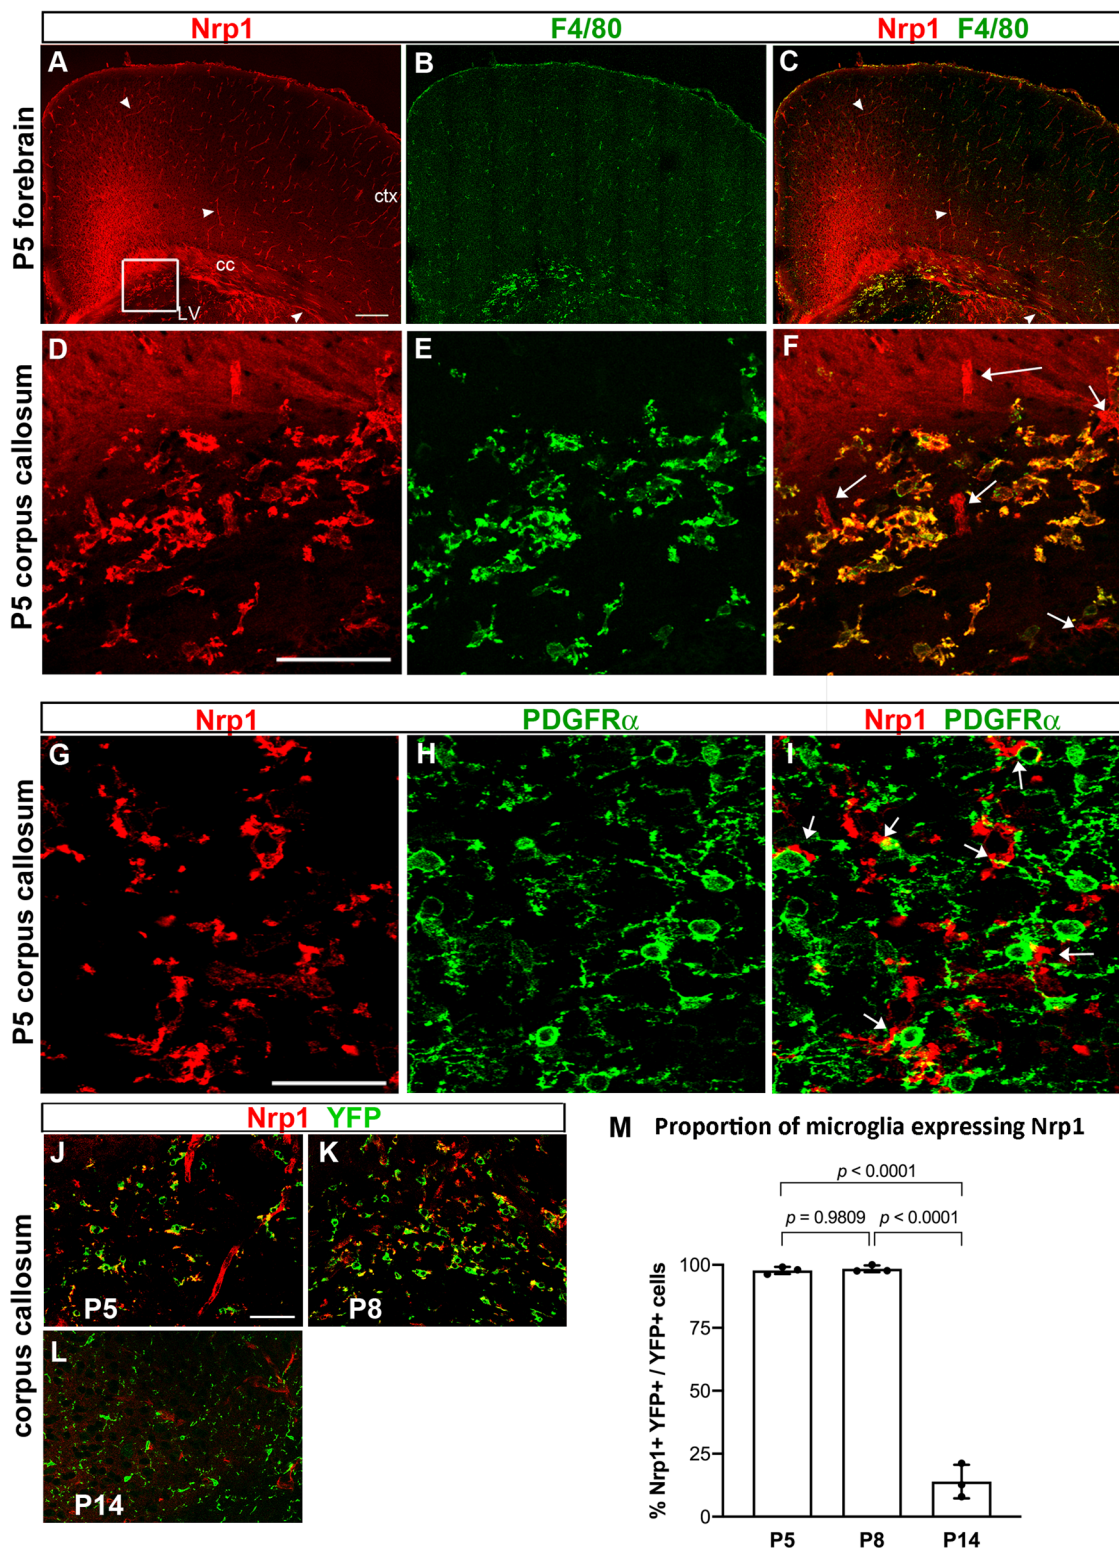 Nrp1 F4/80 Nrp1 F4/80
P5 forebrain
A B C
ctx
cc
LV
P5 corpus callosum
D E F
Nrp1 PDGFRα Nrp1 PDGFRα
P5 corpus callosum
G H I
Nrp1 YFP
corpus callosum
J K
P5 P8
L
P14
M Proportion of microglia expressing Nrp1
p < 0.0001
p = 0.9809 p < 0.0001
% Nrp1+ YFP+ / YFP+ cells
100
75
50
25
0
P5 P8 P14